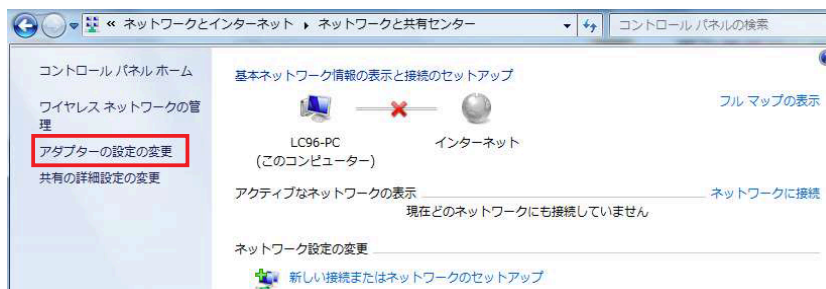 « ネットワークとインターネット ▸ ネットワークと共有センター
コントロール パネルの検索
コントロール パネル ホーム
ワイヤレス ネットワークの管
理
アダプターの設定の変更
共有の詳細設定の変更
基本ネットワーク情報の表示と接続のセットアップ
フル マップの表示
LC96-PC
(このコンピューター)
インターネット
アクティブなネットワークの表示
ネットワークに接続
現在どのネットワークにも接続していません
ネットワーク設定の変更
新しい接続またはネットワークのセットアップ